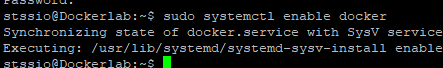 Password:
stssio@Dockerlab:~$ sudo systemctl enable docker
Synchronizing state of docker.service with SysV service
Executing: /usr/lib/systemd/systemd-sysv-install enable
stssio@Dockerlab:~$